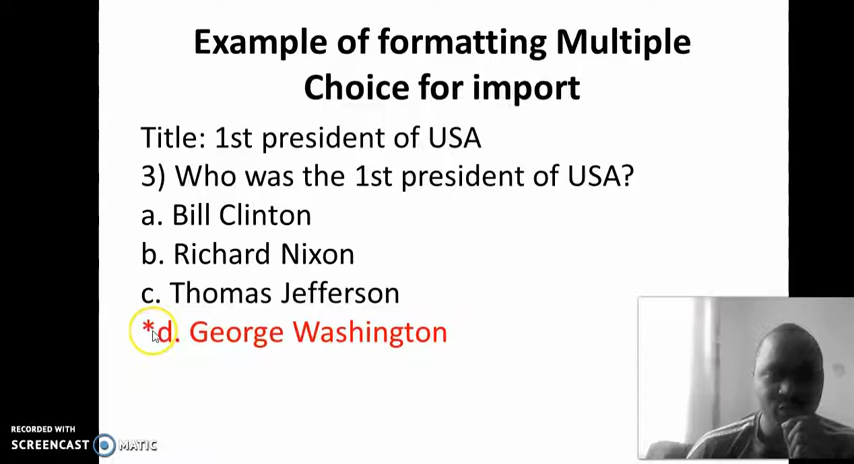 Example of formatting Multiple
Choice for import
Title: 1st president of USA
3) Who was the 1st president of USA?
a. Bill Clinton
b. Richard Nixon
c. Thomas Jefferson
*d. George Washington
RECORDED WITH
SCREENCAST MATIC